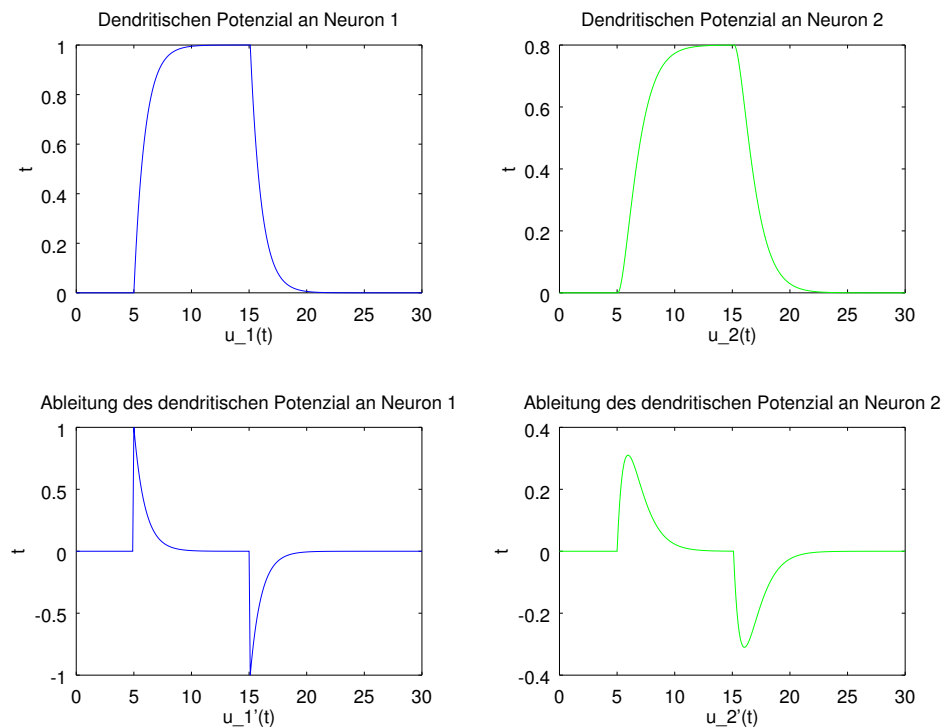 Dendritischen Potenzial an Neuron 1
1
0.8
0.6
0.4
0.2
0
t
0 5 10 15 20 25 30
u_1(t)
Dendritischen Potenzial an Neuron 2
0.8
0.6
0.4
0.2
0
t
0 5 10 15 20 25 30
u_2(t)
Ableitung des dendritischen Potenzial an Neuron 1
1
0.5
0
-0.5
-1
t
0 5 10 15 20 25 30
u_1'(t)
Ableitung des dendritischen Potenzial an Neuron 2
0.4
0.2
0
-0.2
-0.4
t
0 5 10 15 20 25 30
u_2'(t)